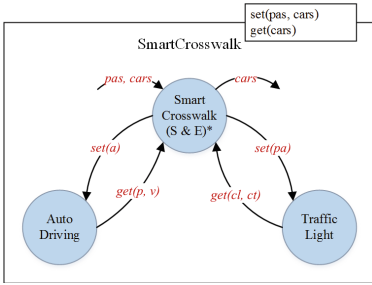 set(pas, cars)
get(cars)
SmartCrosswalk
pas, cars
cars
Smart
Crosswalk
(S & E)*
set(a)
set(pa)
get(p, v)
get(cl, ct)
Auto
Driving
Traffic
Light